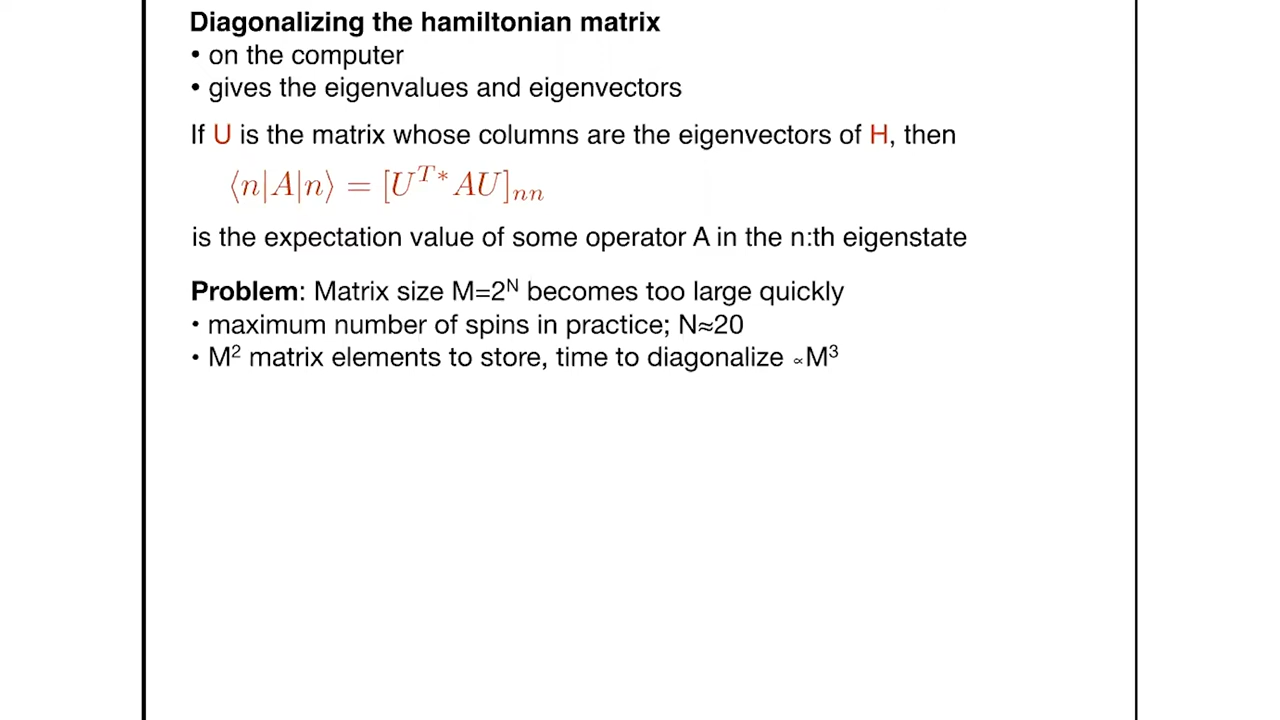 Diagonalizing the hamiltonian matrix
• on the computer
• gives the eigenvalues and eigenvectors
If U is the matrix whose columns are the eigenvectors of H, then
⟨n|A|n⟩ = [U^{T*}AU]_{nn}
is the expectation value of some operator A in the n:th eigenstate
Problem: Matrix size M=2^N becomes too large quickly
• maximum number of spins in practice; N≈20
• M² matrix elements to store, time to diagonalize ∝M³